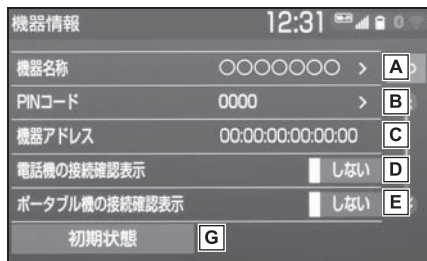 機器情報 12:31
機器名称 ○○○○○○○ > A
PINコード 0000 > B
機器アドレス 00:00:00:00:00:00 C
電話機の接続確認表示 しない D
ポータブル機の接続確認表示 しない E
初期状態 G